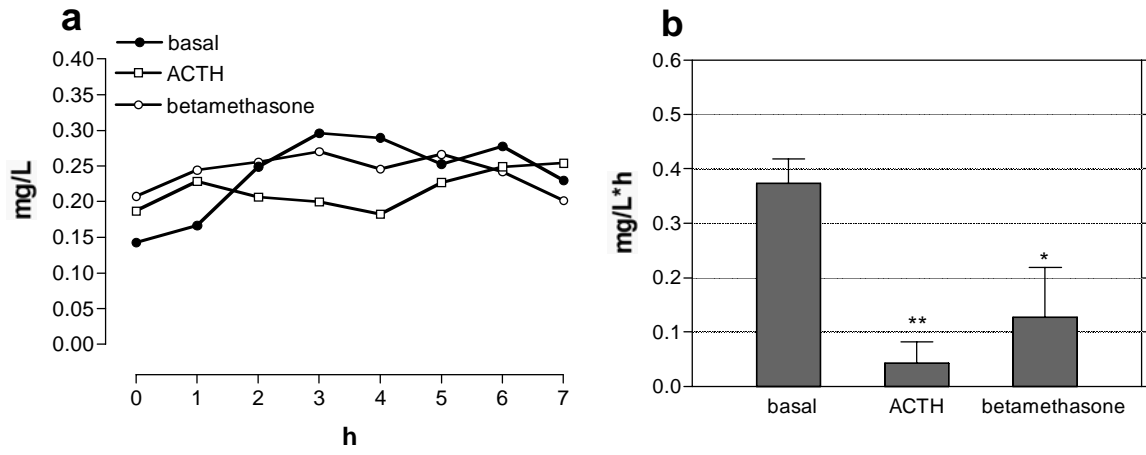 a
basal
ACTH
betamethasone
0.40
0.35
0.30
0.25
0.20
0.15
0.10
0.05
0.00
mg/L
0 1 2 3 4 5 6 7
h
b
0.6
0.5
0.4
0.3
0.2
0.1
0.0
mg/L*h
**
*
basal ACTH betamethasone